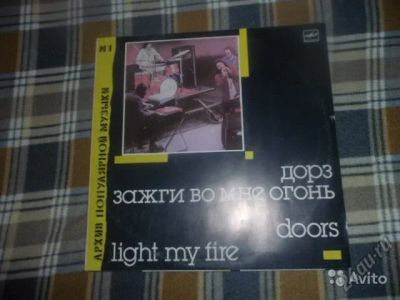 №1
АРХИВ ПОПУЛЯРНОЙ МУЗЫКИ
дорз
зажги во мне огонь
doors
light my fire
Avito